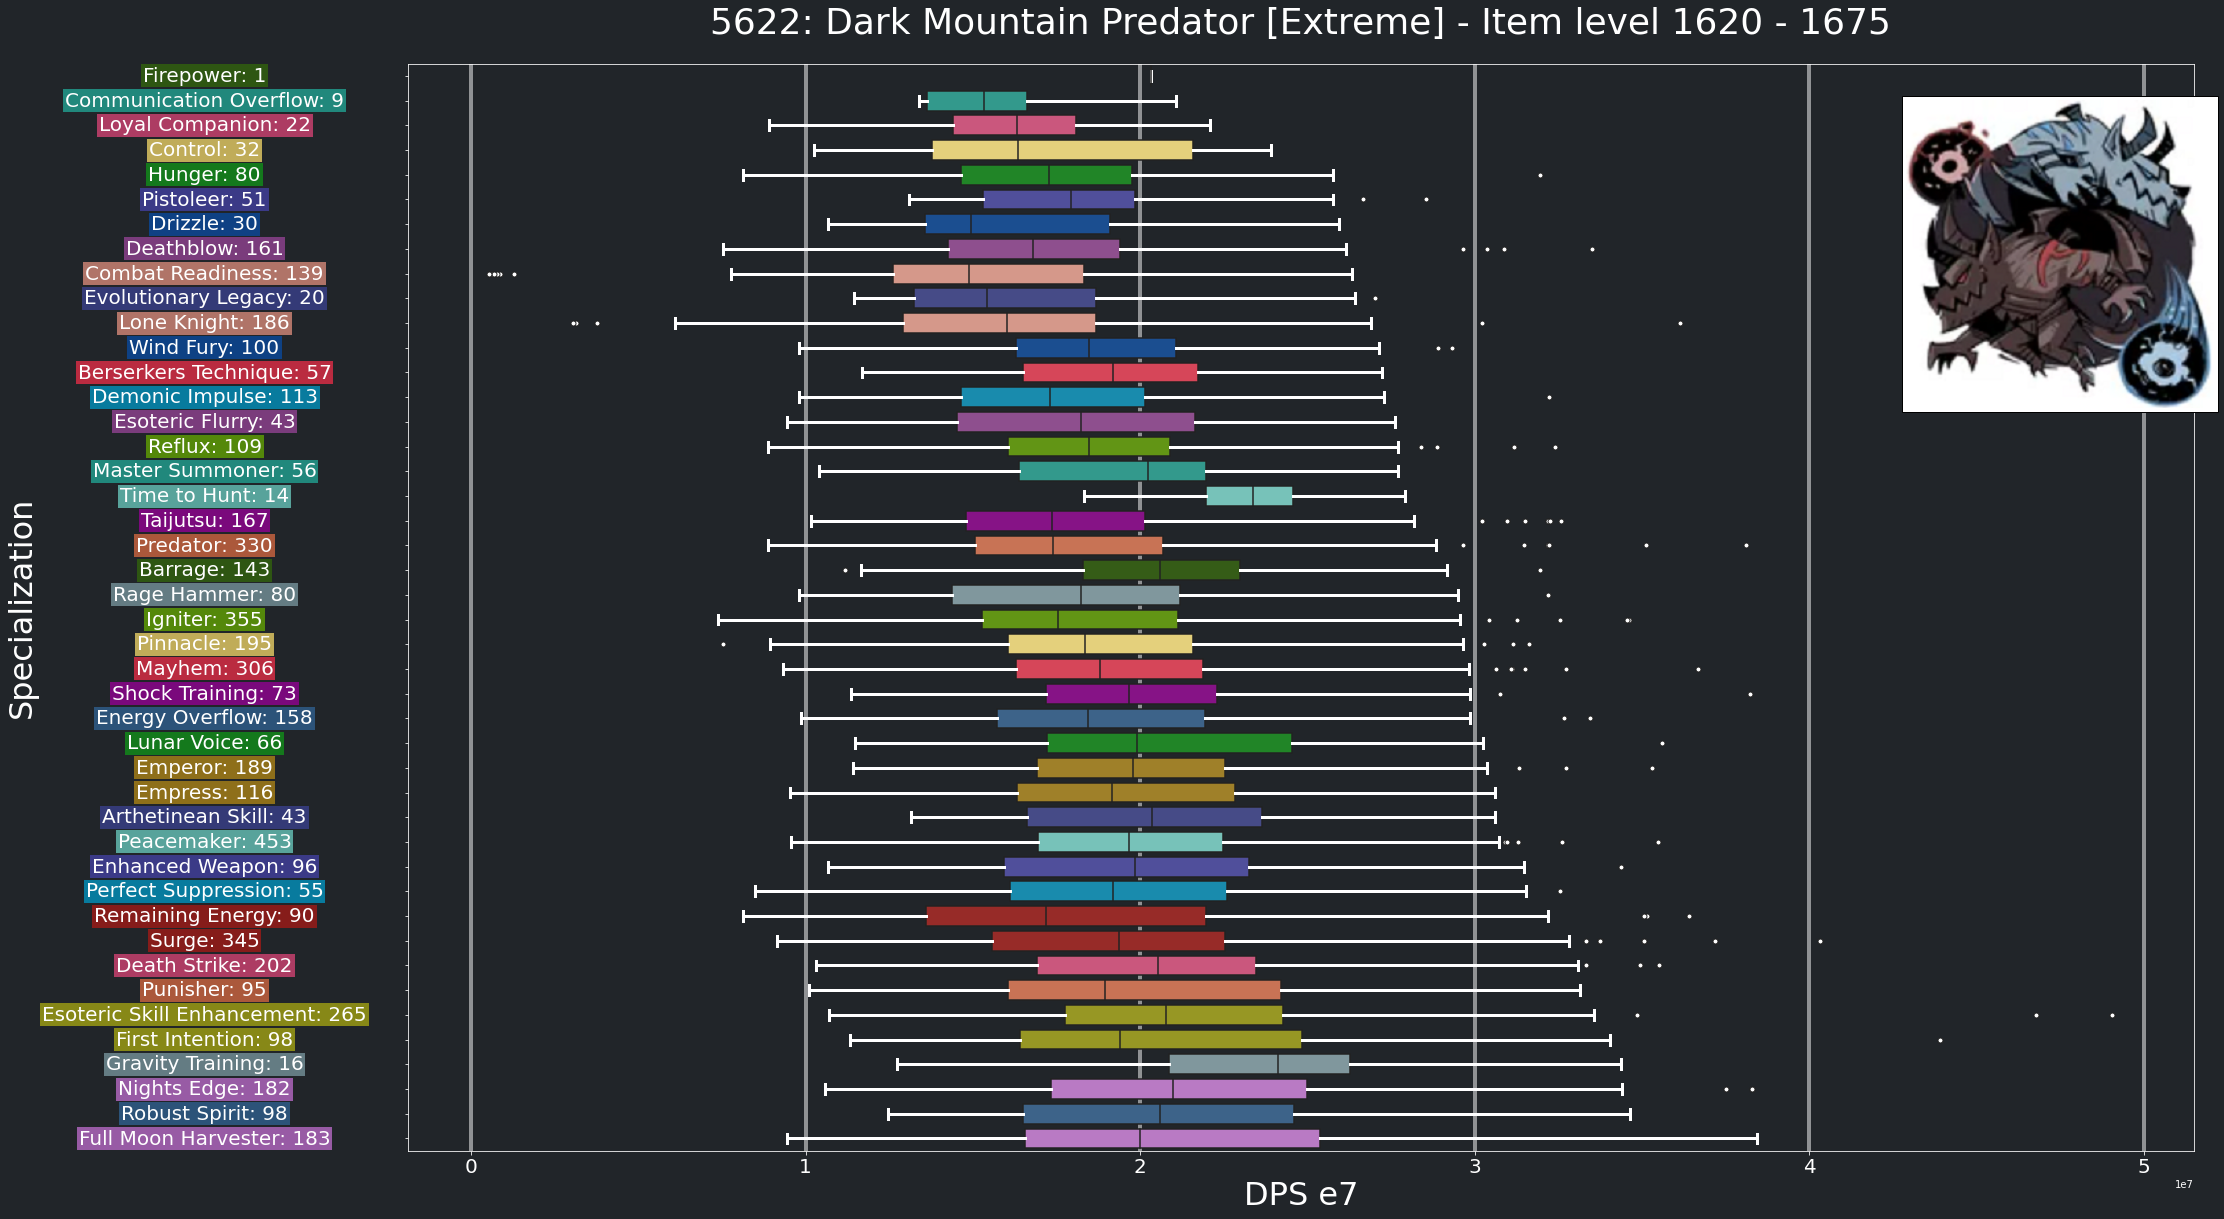 5622: Dark Mountain Predator [Extreme] - Item level 1620 - 1675
Specialization
Firepower: 1
Communication Overflow: 9
Loyal Companion: 22
Control: 32
Hunger: 80
Pistoleer: 51
Drizzle: 30
Deathblow: 161
Combat Readiness: 139
Evolutionary Legacy: 20
Lone Knight: 186
Wind Fury: 100
Berserkers Technique: 57
Demonic Impulse: 113
Esoteric Flurry: 43
Reflux: 109
Master Summoner: 56
Time to Hunt: 14
Taijutsu: 167
Predator: 330
Barrage: 143
Rage Hammer: 80
Igniter: 355
Pinnacle: 195
Mayhem: 306
Shock Training: 73
Energy Overflow: 158
Lunar Voice: 66
Emperor: 189
Empress: 116
Arthetinean Skill: 43
Peacemaker: 453
Enhanced Weapon: 96
Perfect Suppression: 55
Remaining Energy: 90
Surge: 345
Death Strike: 202
Punisher: 95
Esoteric Skill Enhancement: 265
First Intention: 98
Gravity Training: 16
Nights Edge: 182
Robust Spirit: 98
Full Moon Harvester: 183
0 1 2 3 4 5
1e7
DPS e7